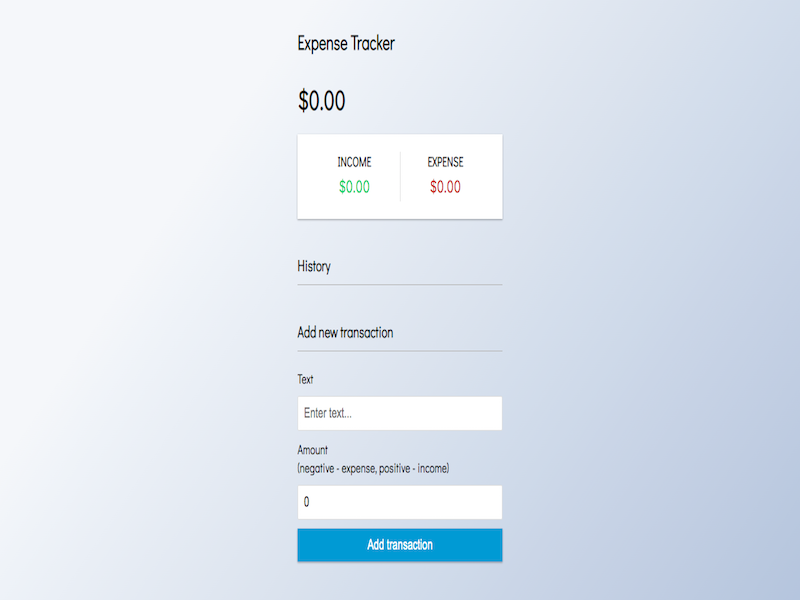 Expense Tracker
$0.00
INCOME EXPENSE
$0.00 $0.00
History
Add new transaction
Text
Enter text...
Amount
(negative - expense, positive - income)
0
Add transaction